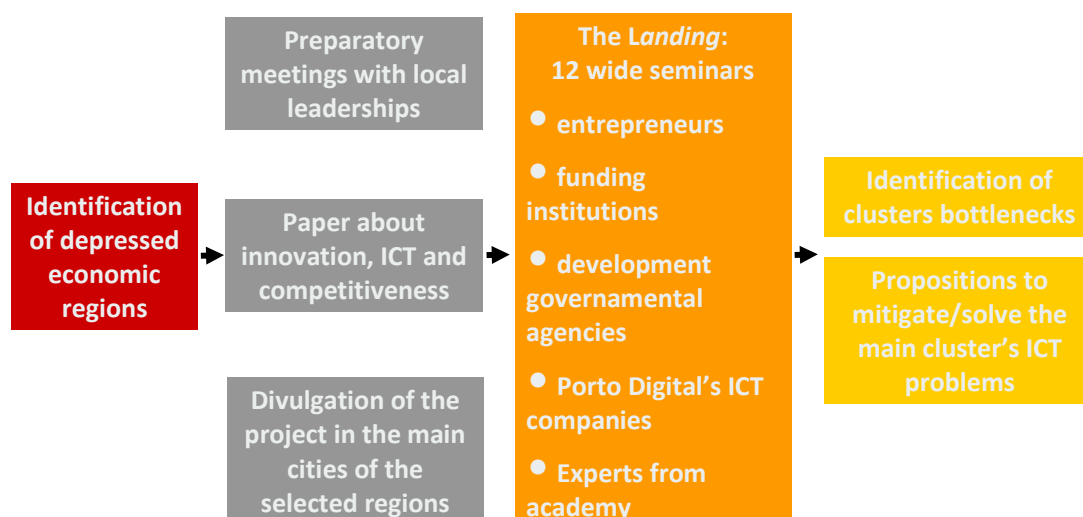 Identification
of depressed
economic
regions
Preparatory
meetings with local
leaderships
Paper about
innovation, ICT and
competitiveness
Divulgation of the
project in the main
cities of the
selected regions
The Landing:
12 wide seminars
• entrepreneurs
• funding
institutions
• development
governamental
agencies
• Porto Digital’s ICT
companies
• Experts from
academy
Identification of
clusters bottlenecks
Propositions to
mitigate/solve the
main cluster’s ICT
problems